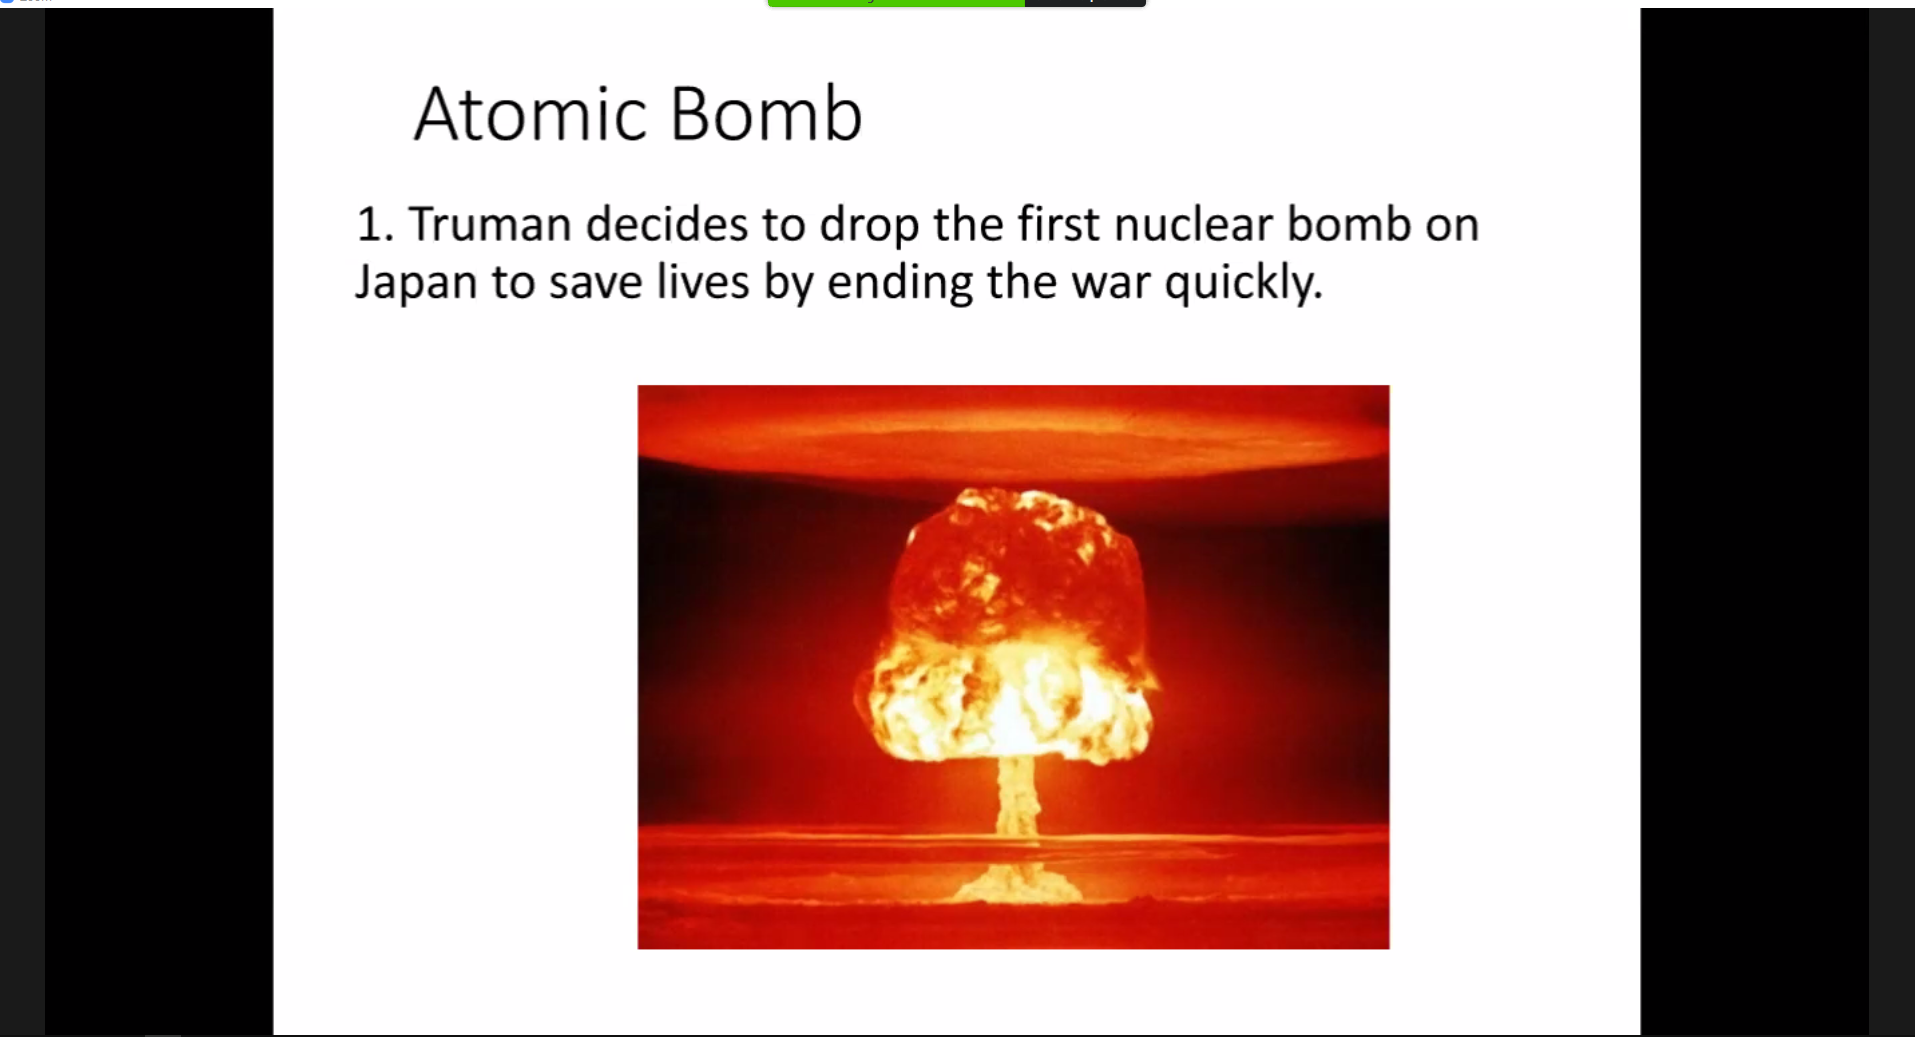 Atomic Bomb
1. Truman decides to drop the first nuclear bomb on
Japan to save lives by ending the war quickly.